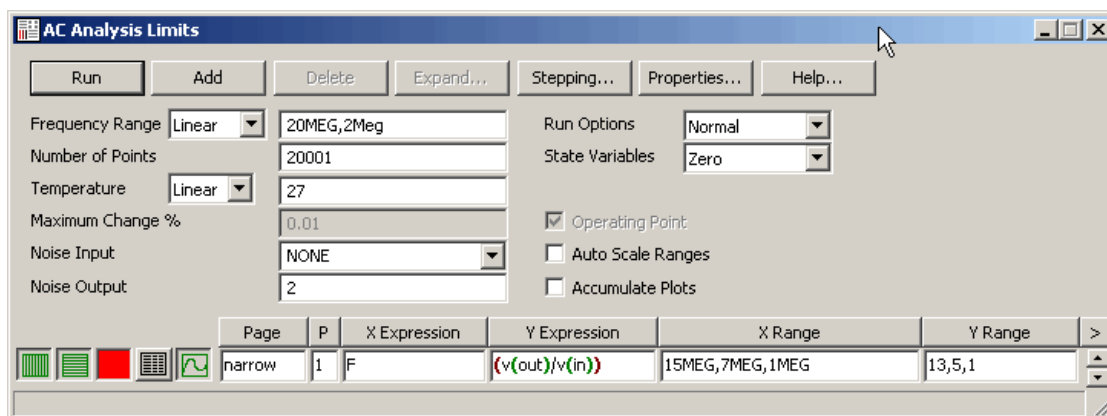 AC Analysis Limits
Run Add Delete Expand... Stepping... Properties... Help...
Frequency Range Linear 20MEG,2Meg Run Options Normal
Number of Points 20001 State Variables Zero
Temperature Linear 27
Maximum Change % 0.01 Operating Point
Noise Input NONE Auto Scale Ranges
Noise Output 2 Accumulate Plots
Page P X Expression Y Expression X Range Y Range >
narrow 1 F (v(out)/v(in)) 15MEG,7MEG,1MEG 13,5,1